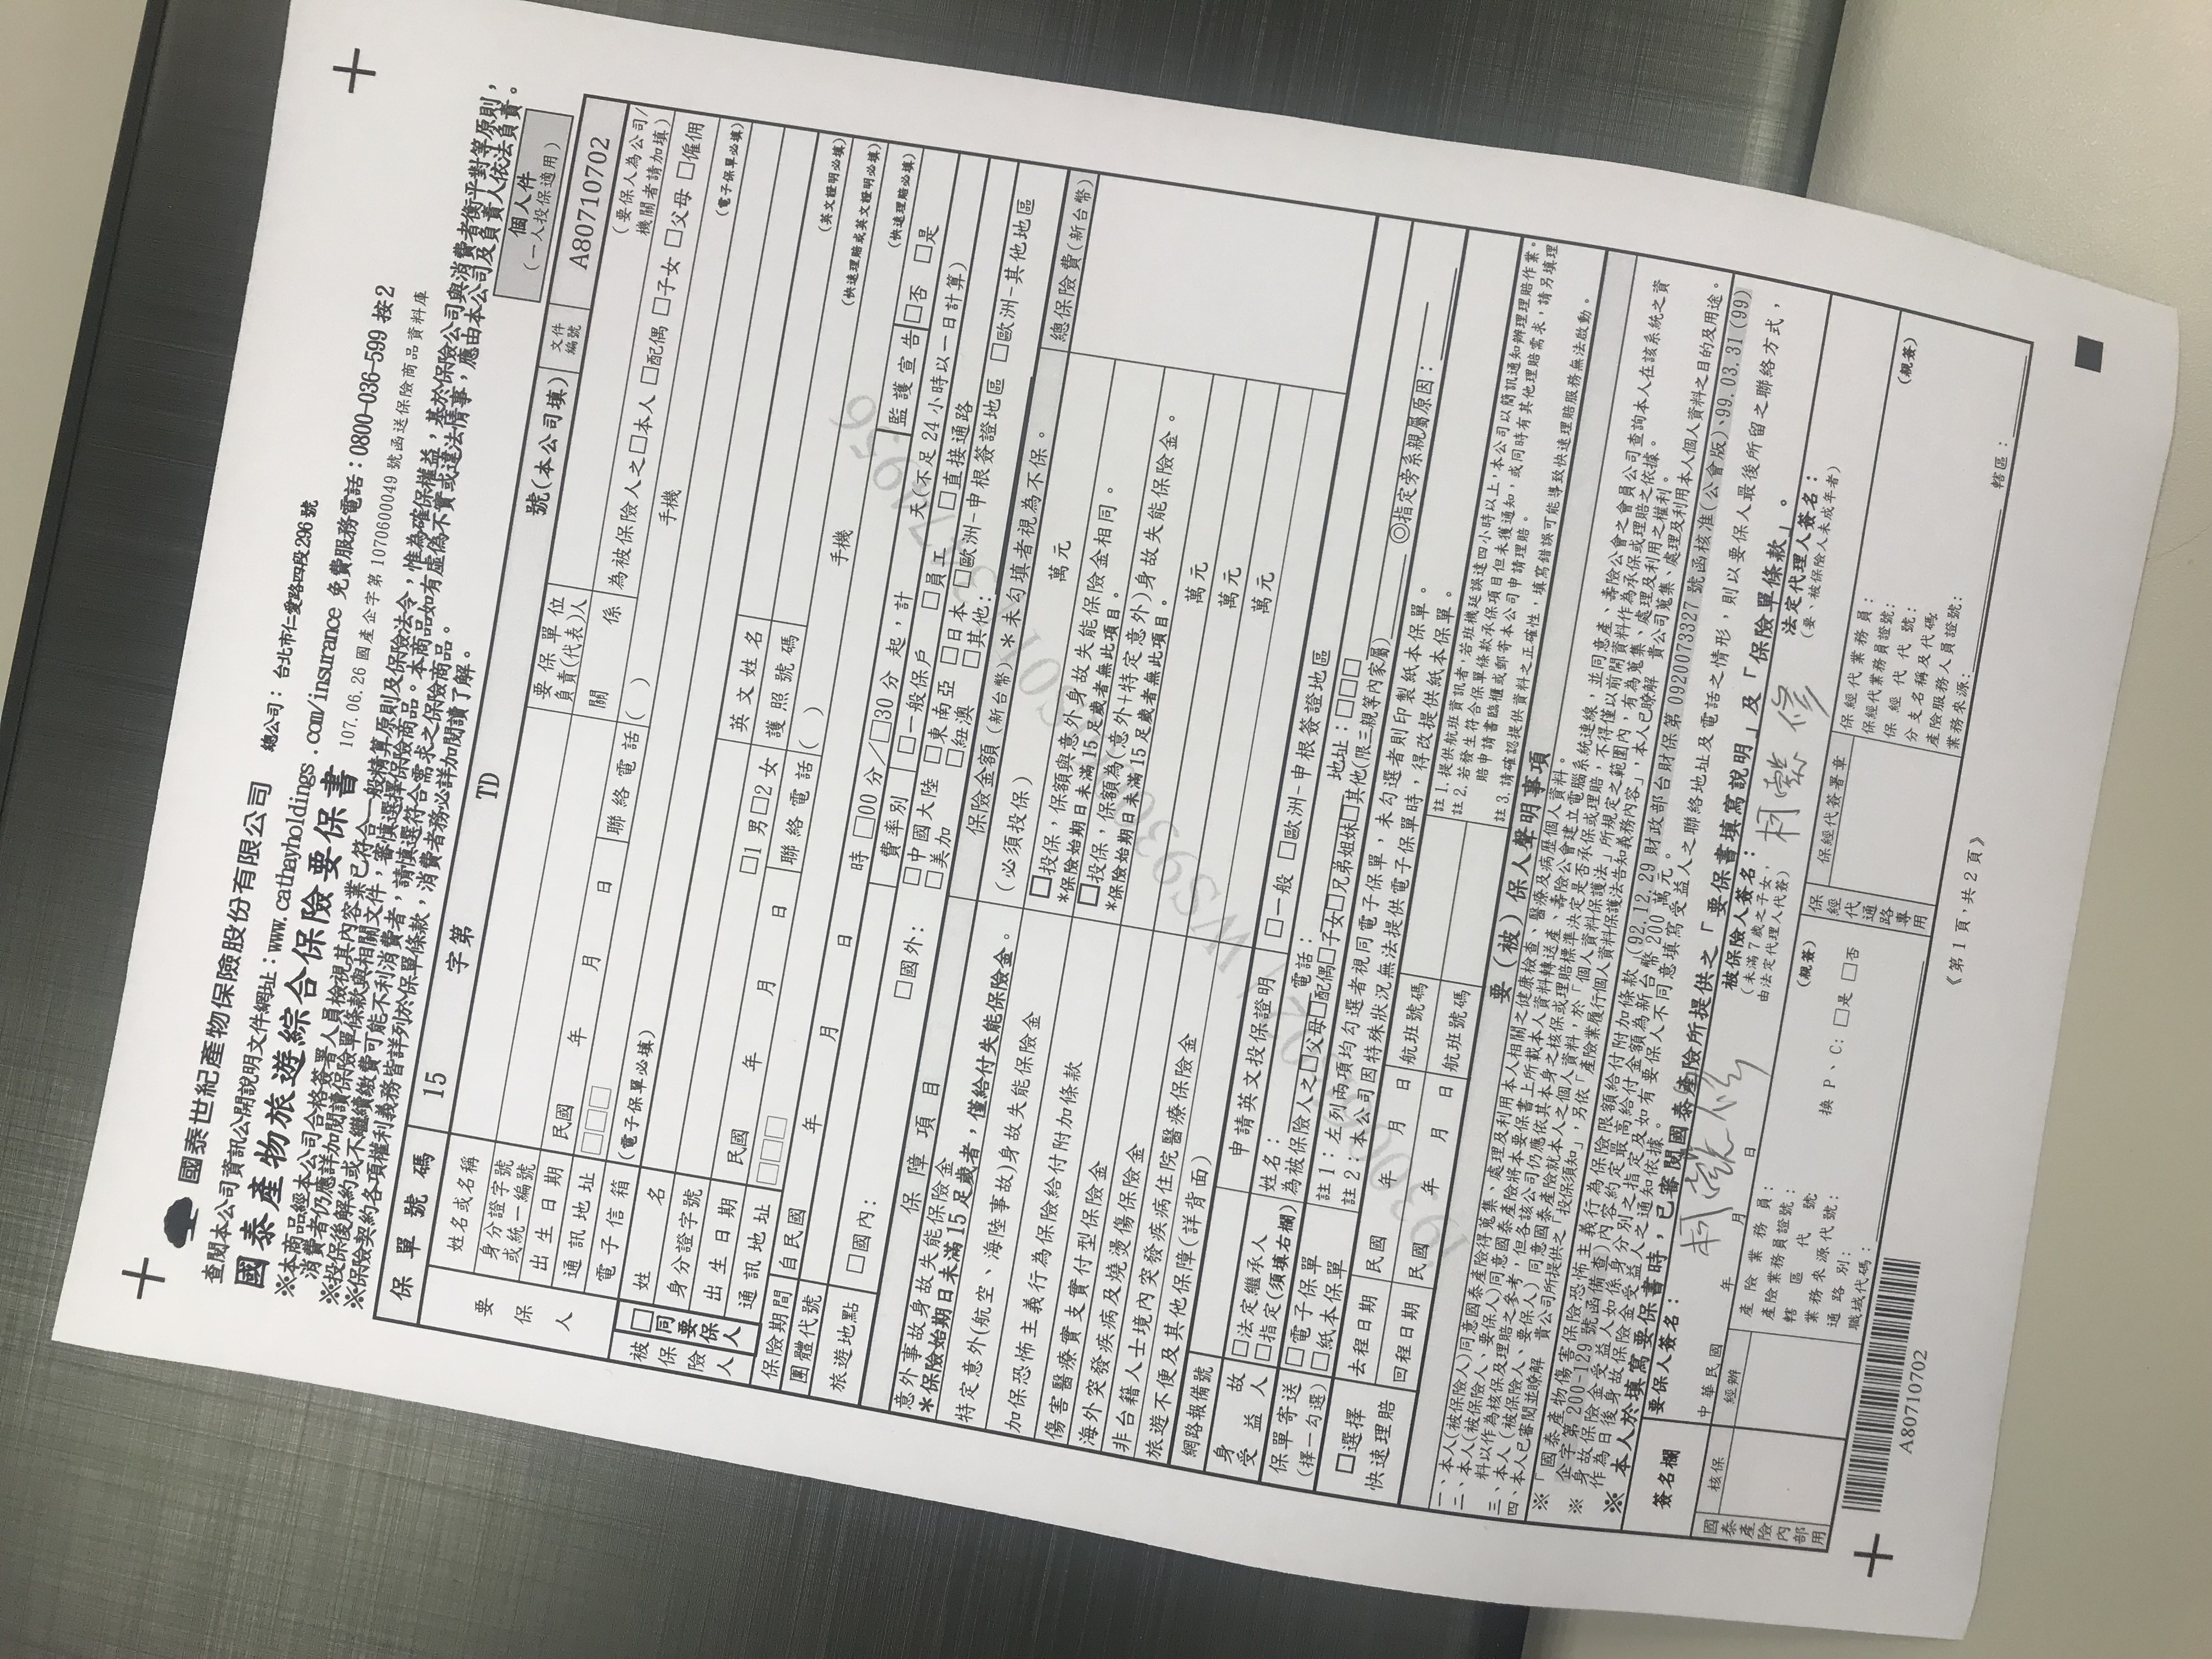 國泰世紀產物保險股份有限公司 總公司：台北市仁愛路四段296號
查閱本公司資訊公開說明文件網址：www.cathayholdings.com/insurance 免費服務電話：0800-036-599 按2
國泰產物旅遊綜合保險要保書 107.06.26 國產企字第 1070600049 號函送保險商品資料庫
※本商品經本公司合格簽署人員檢視其內容業已符合一般精算原則及保險法令，惟為確保權益，基於保險公司與消費者衡平對等原則，
消費者仍應詳加閱讀保險單條款與相關文件，審慎選擇保險商品。本商品如有虛偽不實或違法情事，應由本公司及負責人依法負責。
※投保後解約或不繼續繳費可能不利消費者，請慎選符合需求之保險商品。
※保險契約各項權利義務皆詳列於保單條款，消費者務必詳加閱讀了解。
個人件
（一人投保適用）
保單號碼 15 字第 TD 號(本公司填) 文件編號 A80710702
要保人
姓名或名稱 要保單位負責(代表)人 （要保人為公司/機關者請加填）
身分證字號或統一編號 關係 為被保險人之□本人 □配偶 □子女 □父母 □僱佣
出生日期 民國 年 月 日 聯絡電話 ( ) 手機 (電子保單必填)
通訊地址 □□□
電子信箱 (電子保單必填)
被保險人 □同要保人
姓名 英文姓名 (英文證明必填)
身分證字號 □1 男□2 女 護照號碼 (快速理賠或英文證明必填)
出生日期 民國 年 月 日 聯絡電話 ( ) 手機 (快速理賠必填)
通訊地址 □□□ 監護宣告 □否 □是
保險期間 自民國 年 月 日 時 □00 分／□30 分 起，計 天(不足 24 小時以一日計算)
團體代號 費率別 □一般保戶 □員工 □直接通路
旅遊地點 □國內: □國外: □中國大陸 □東南亞 □日本 □歐洲-申根簽證地區 □歐洲-其他地區
□美加 □紐澳 □其他:
保障項目 保險金額（新台幣）＊未勾填者視為不保。 總保險費(新台幣)
意外事故身故失能保險金 （必須投保） 萬元
*保險始期日未滿 15 足歲者，僅給付失能保險金。
特定意外(航空、海陸事故)身故失能保險金 □投保，保額與意外身故失能保險金相同。
*保險始期日未滿 15 足歲者無此項目。
加保恐怖主義行為保險給付附加條款 □投保，保額為(意外+特定意外)身故失能保險金。
*保險始期日未滿 15 足歲者無此項目。
傷害醫療實支實付型保險金 萬元
海外突發疾病及燒燙傷保險金 萬元
非台籍人士境內突發疾病住院醫療保險金 萬元
旅遊不便及其他保障(詳背面)
網路報備號 申請英文投保證明 □一般 □歐洲-申根簽證地區
身故受益人 □法定繼承人 姓名： 電話： 地址：□□□
□指定(須填右欄) 為被保險人之□父母□配偶□子女□兄弟姐妹□其他(限三親等內家屬) ◎指定旁系親屬原因：
保單寄送 □電子保單 註 1：左列兩項均勾選者視同電子保單，未勾選者則印製紙本保單。
(擇一勾選) □紙本保單 註 2：本公司因特殊狀況無法提供電子保單時，得改提供紙本保單。
□選擇快速理賠 去程日期 民國 年 月 日 航班號碼
回程日期 民國 年 月 日 航班號碼
註 1.提供航班資訊者,若班機延誤達四小時以上,本公司以簡訊通知辦理理賠作業。
註 2.若發生符合保單條款承保項目但未獲通知，或同時有其他理賠需求，請另填理
賠申請書臨櫃或郵寄本公司申請理賠。
註 3.請確認提供資料之正確性，填寫錯誤可能導致快速理賠服務無法啟動。
要（被）保人聲明事項
一、本人(被保險人)同意國泰產險得蒐集、處理及利用本人相關之健康檢查、醫療及病歷個人資料。
二、本人(被保險人、要保人)同意國泰產險將本要保書上所載本人資料轉送產、壽險公會建立電腦系統連線，並同意產、壽險公會之會員公司查詢本人在該系統之資
料以作為核保及理賠之參考，但各該公司仍應依其本身之核保或理賠標準決定是否承保或理賠，不得僅以前開資料作為承保或理賠之依據。
三、本人（被保險人、要保人）同意國泰產險就本人之個人資料，於「個人資料保護法」所規定之範圍內，有為蒐集、處理及利用之權利。
四、本人已審閱並瞭解 貴公司所提供之「投保須知」，另依「產險業履行個人資料保護法告知義務內容」，本人已瞭解 貴公司蒐集、處理及利用本人個人資料之目的及用途。
※「國泰產物傷害保險恐怖主義行為保險限額給付附加條款」(92.12.29 財政部台財保第 0920073327 號函核准(公會版)、99.03.31 (99)
企字第 200-129 號函備查)內容約定最高給付金額為新台幣 200 萬元。
※ 身故保險金受益人如係身分別之指定及如有要保人不同意填寫受益人之聯絡地址及電話之情形，則以要保人最後所留之聯絡方式，
作為日後身故保險金受益人之通知依據。
※ 本人於填寫要保書時，已審閱國泰產險所提供之「要保書填寫說明」及「保險單條款」。
簽名欄 要保人簽名： 柯懿修 被保險人簽名： 柯懿修 法定代理人簽名：
(未滿 7 歲之子女，由法定代理人代簽) （要、被保險人未成年者）
中華民國 年 月 日
國泰產險內部用 核保 經辦
產險業務員： (親簽)
產險業務員證號：
轄區代號
業務來源代號： 換 P、C: □是 □否
通路別：
職域代碼：
保經代通路專用 保經代簽署章
保經代業務員： (親簽)
保經代業務員證號:
保經代代號：
分支名稱及代碼
產險服務人員證號:
業務來源: 轄區：
A80710702
《第 1 頁，共 2 頁》